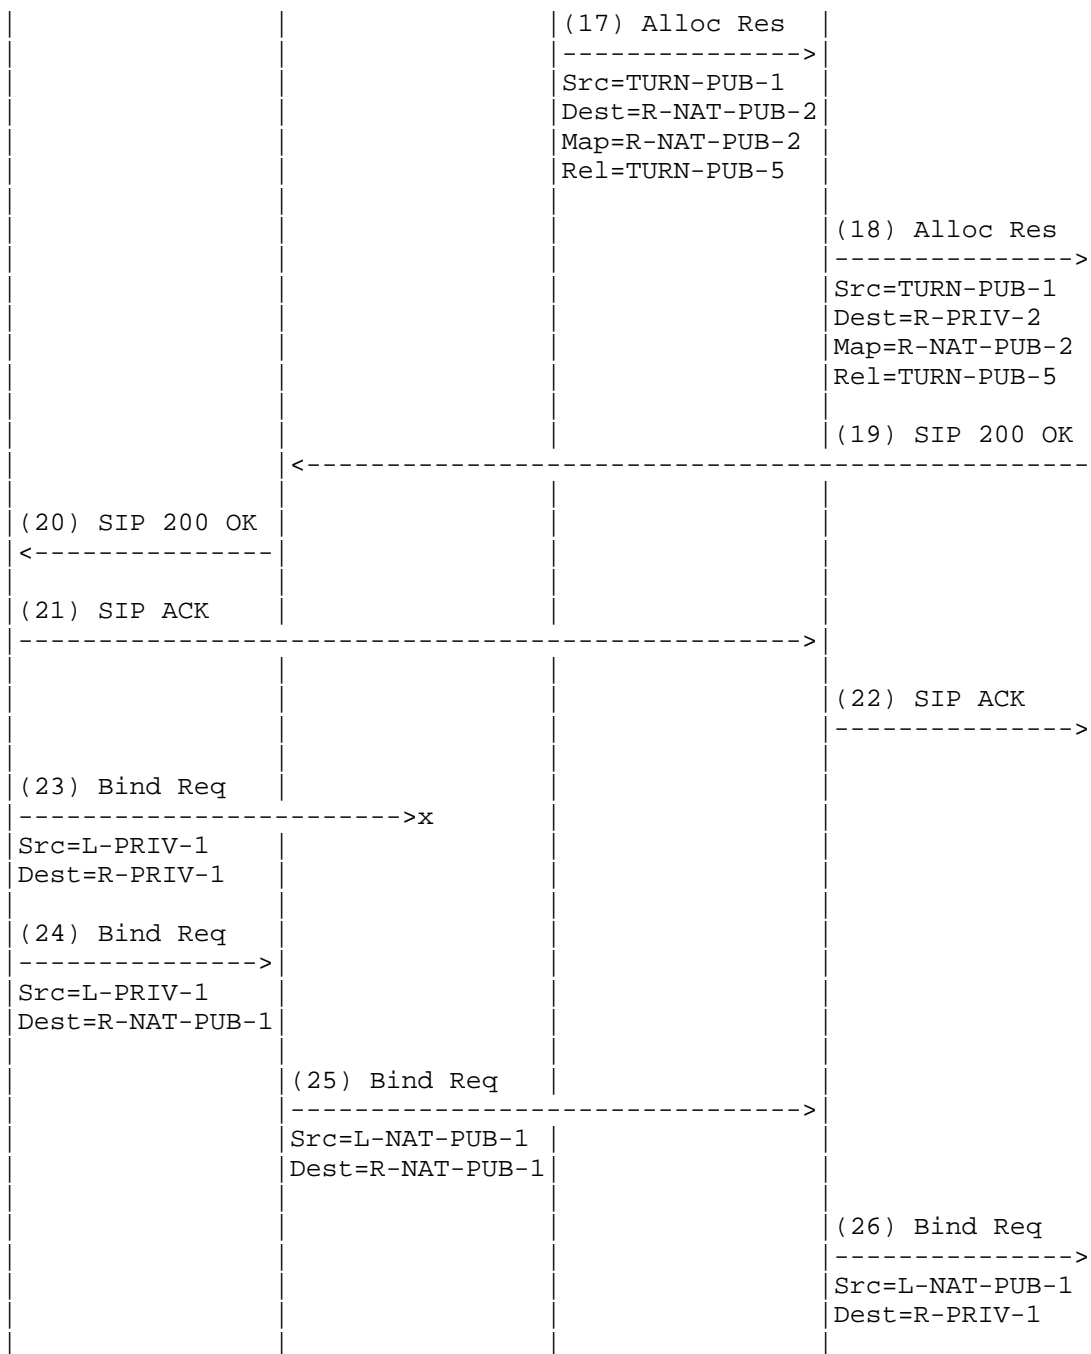 (17) Alloc Res
--------------->
Src=TURN-PUB-1
Dest=R-NAT-PUB-2
Map=R-NAT-PUB-2
Rel=TURN-PUB-5
(18) Alloc Res
--------------->
Src=TURN-PUB-1
Dest=R-PRIV-2
Map=R-NAT-PUB-2
Rel=TURN-PUB-5
(19) SIP 200 OK
<-------------------------------------------------
(20) SIP 200 OK
<---------------
(21) SIP ACK
------------------------------------------------->
(22) SIP ACK
--------------->
(23) Bind Req
------------------------>x
Src=L-PRIV-1
Dest=R-PRIV-1
(24) Bind Req
--------------->
Src=L-PRIV-1
Dest=R-NAT-PUB-1
(25) Bind Req
-------------------------------->
Src=L-NAT-PUB-1
Dest=R-NAT-PUB-1
(26) Bind Req
--------------->
Src=L-NAT-PUB-1
Dest=R-PRIV-1